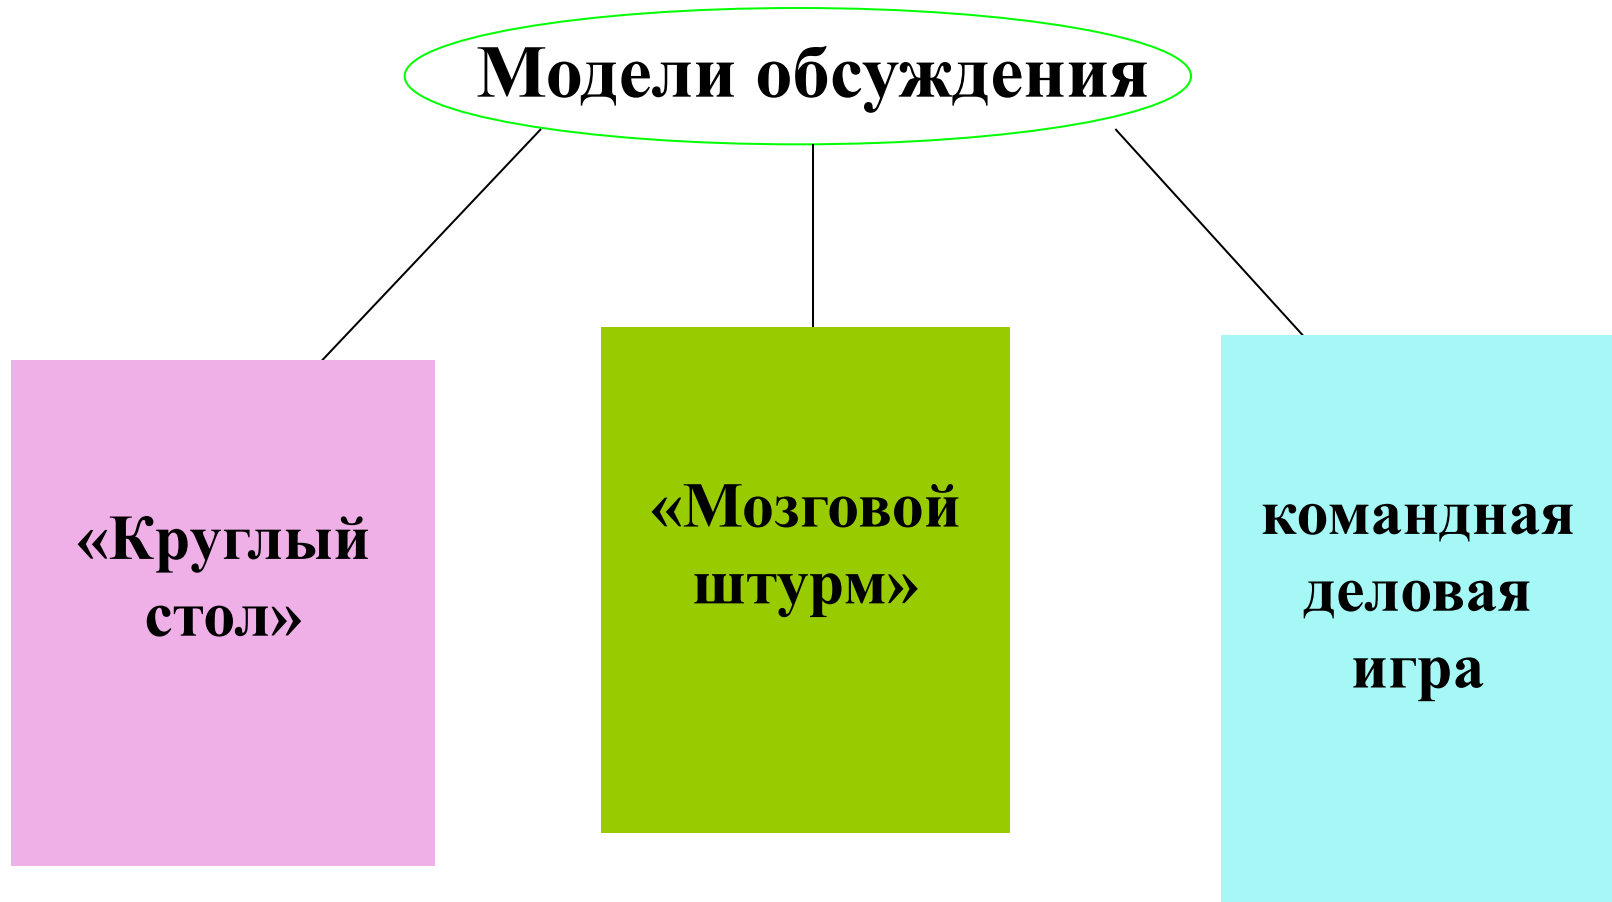 Модели обсуждения
«Круглый
стол»
«Мозговой
штурм»
командная
деловая
игра